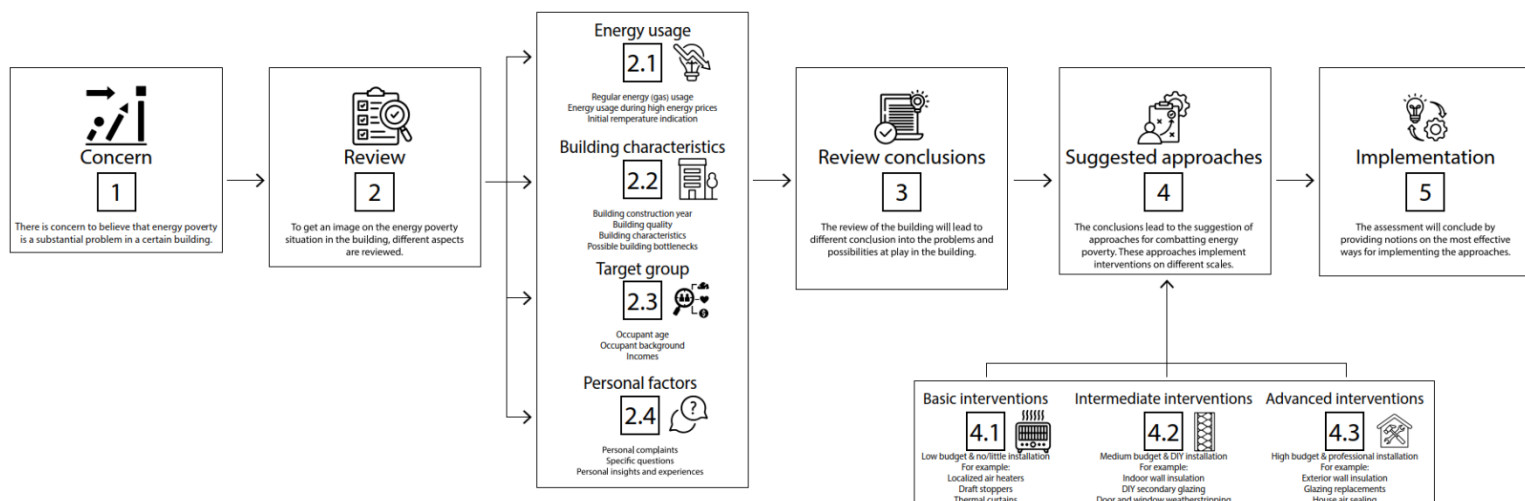 Concern
1
There is concern to believe that energy poverty
is a substantial problem in a certain building.
Review
2
To get an image on the energy poverty
situation in the building, different aspects
are reviewed.
Energy usage
2.1
Regular energy (gas) usage
Energy usage during high energy prices
Initial remperature indication
Building characteristics
2.2
Building construction year
Building quality
Building characteristics
Possible building bottlenecks
Target group
2.3
Occupant age
Occupant background
Incomes
Personal factors
2.4
Personal complaints
Specific questions
Personal insights and experiences
Review conclusions
3
The review of the building will lead to
different conclusion into the problems and
possibilities at play in the building.
Suggested approaches
4
The conclusions lead to the suggestion of
approaches for combatting energy
poverty. These approaches implement
interventions on different scales.
Implementation
5
The assessment will conclude by
providing notions on the most effective
ways for implementing the approaches.
Basic interventions
4.1
Low budget & no/little installation
For example:
Localized air heaters
Draft stoppers
Thermal curtains
Intermediate interventions
4.2
Medium budget & DIY installation
For example:
Indoor wall insulation
DIY secondary glazing
Door and window weatherstripping
Advanced interventions
4.3
High budget & professional installation
For example:
Exterior wall insulation
Glazing replacements
House air sealing